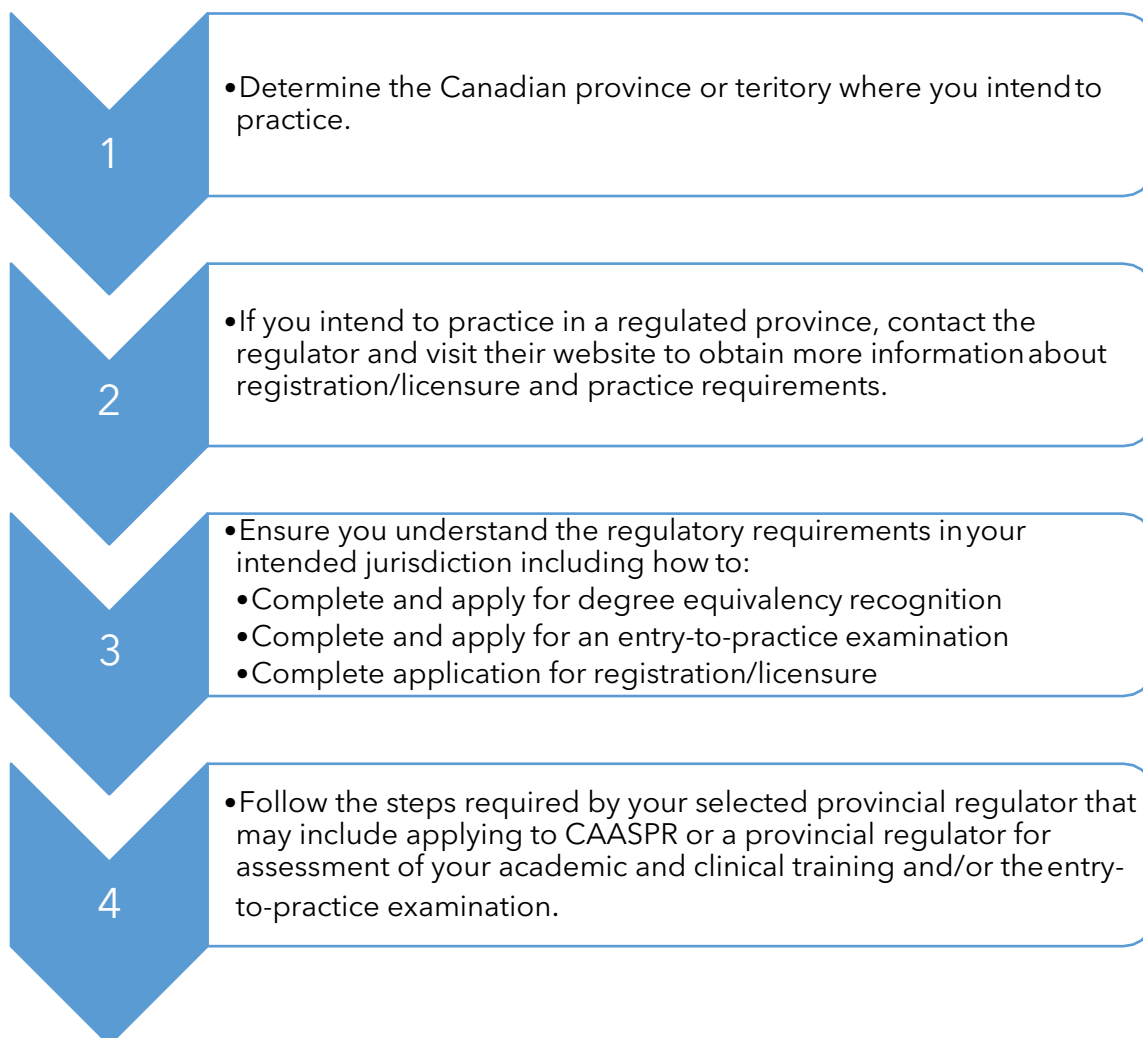 1
•Determine the Canadian province or teritory where you intend to
practice.
2
•If you intend to practice in a regulated province, contact the
regulator and visit their website to obtain more information about
registration/licensure and practice requirements.
3
•Ensure you understand the regulatory requirements in your
intended jurisdiction including how to:
•Complete and apply for degree equivalency recognition
•Complete and apply for an entry-to-practice examination
•Complete application for registration/licensure
4
•Follow the steps required by your selected provincial regulator that
may include applying to CAASPR or a provincial regulator for
assessment of your academic and clinical training and/or the entry-
to-practice examination.